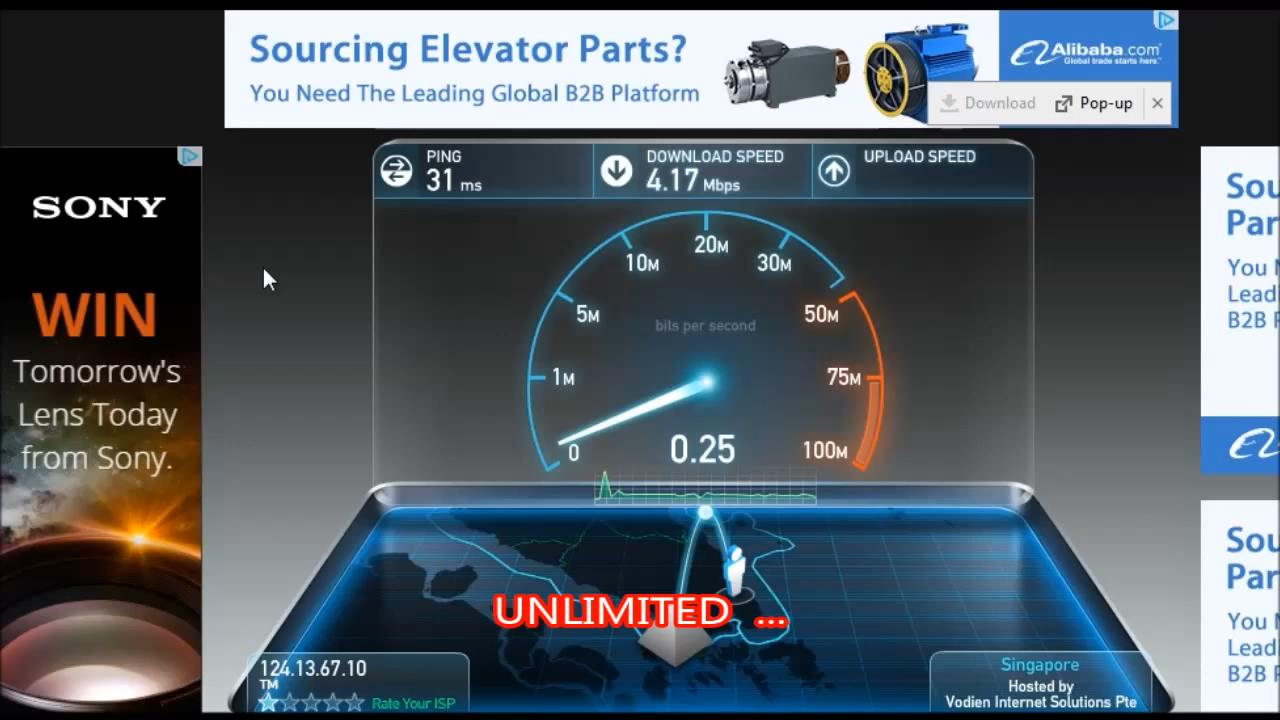 Sourcing Elevator Parts?
You Need The Leading Global B2B Platform
Alibaba.com
Global trade starts here.™
Download
Pop-up
SONY
WIN
Tomorrow's
Lens Today
from Sony.
PING
31 ms
DOWNLOAD SPEED
4.17 Mbps
UPLOAD SPEED
0
1M
5M
10M
20M
30M
50M
75M
100M
bits per second
0.25
UNLIMITED ...
124.13.67.10
TM
Rate Your ISP
Singapore
Hosted by
Vodien Internet Solutions Pte
Sou
Par
You
Lead
B2B
Sou
Par
You
Lead
B2B